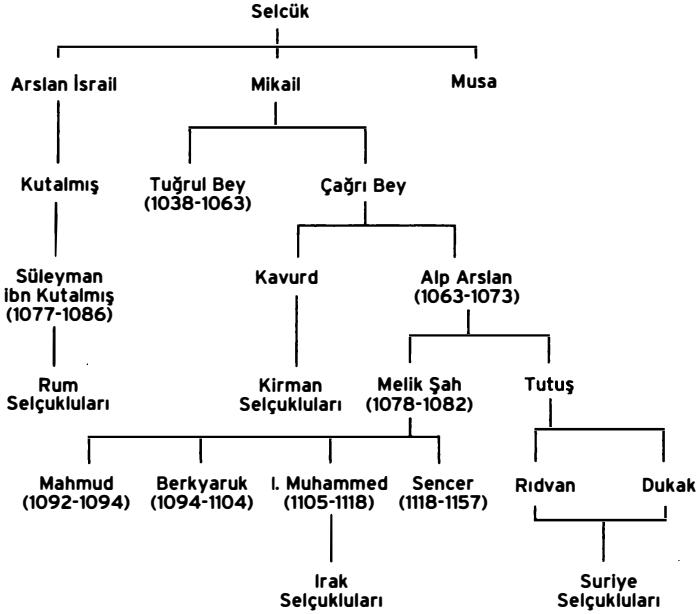 Selcük
Arslan İsrail
Mikail
Musa
Kutalmış
Tuğrul Bey
(1038-1063)
Çağrı Bey
Süleyman
ibn Kutalmış
(1077-1086)
Kavurd
Alp Arslan
(1063-1073)
Rum
Selçukluları
Kirman
Selçukluları
Melik Şah
(1078-1082)
Tutuş
Mahmud
(1092-1094)
Berkyaruk
(1094-1104)
I. Muhammed
(1105-1118)
Sencer
(1118-1157)
Rıdvan
Dukak
Irak
Selçukluları
Suriye
Selçukluları